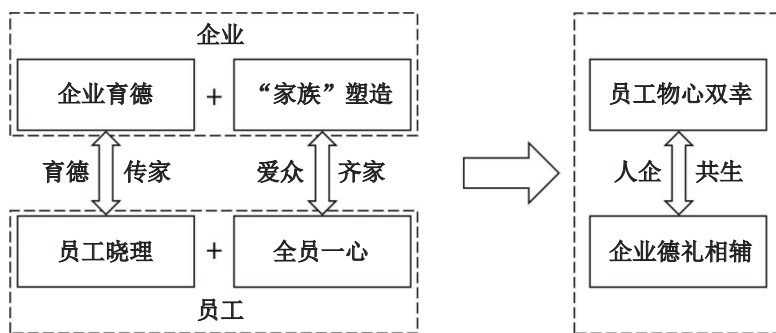 企业
企业育德 + “家族”塑造 员工物心双幸
育德 传家 爱众 齐家 人企 共生
员工晓理 + 全员一心 企业德礼相辅
员工